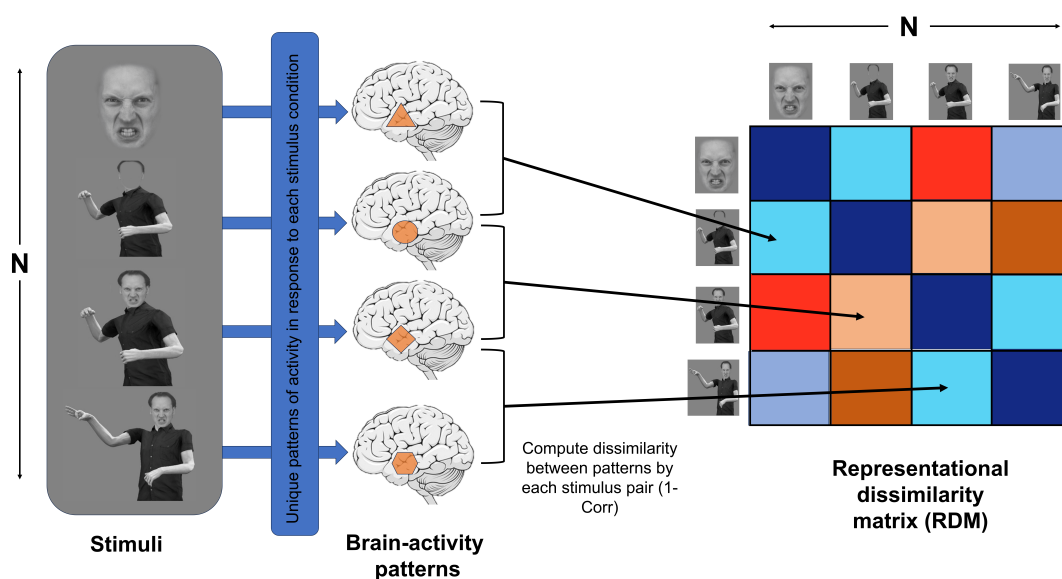 N
N
Unique patterns of activity in response to each stimulus condition
Compute dissimilarity
between patterns by
each stimulus pair (1-
Corr)
Stimuli
Brain-activity
patterns
Representational
dissimilarity
matrix (RDM)